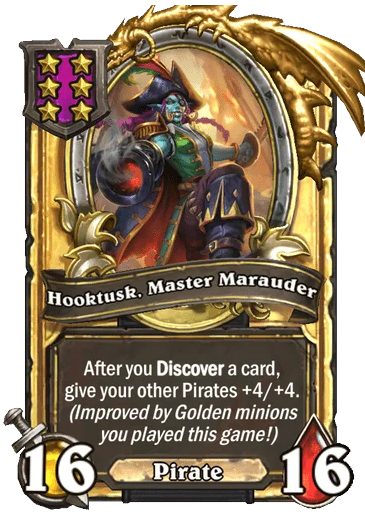 Hooktusk, Master Marauder
After you Discover a card,
give your other Pirates +4/+4.
(Improved by Golden minions
you played this game!)
16
Pirate
16